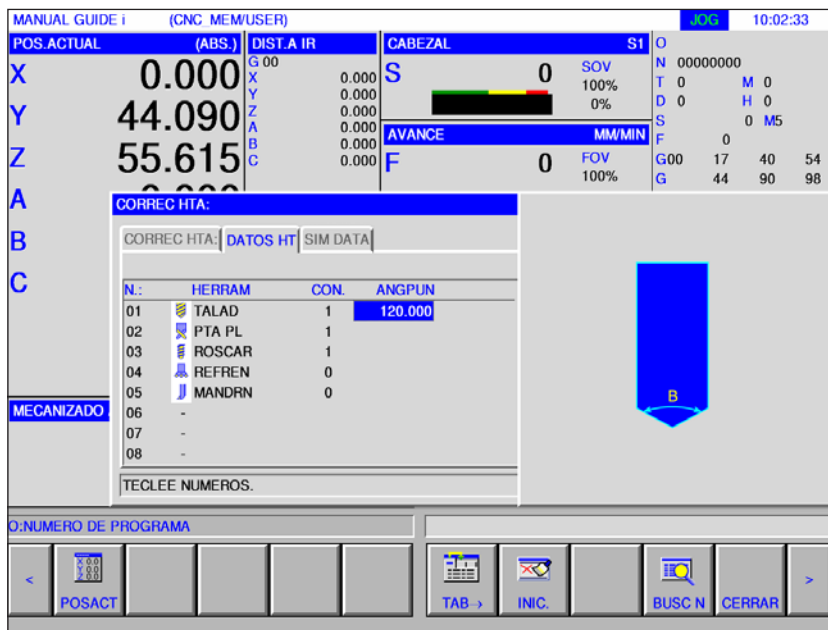 MANUAL GUIDE i (CNC_MEM/USER) JOG 10:02:33
POS.ACTUAL (ABS.) DIST.A IR CABEZAL S1 O
G 00
N 00000000
X 0.000 X 0.000 S 0 SOV 100% 0%
T 0 M 0
Y 44.090 Y 0.000
D 0 H 0
Z 0.000
S 0 M5
A 0.000 AVANCE MM/MIN
F 0
Z 55.615 B 0.000 F 0 FOV 100%
G00 17 40 54
C 0.000
G 44 90 98
A
B
C
CORREC HTA:
CORREC HTA: DATOS HT SIM DATA
N.: HERRAM CON. ANGPUN
01 TALAD 1 120.000
02 PTA PL 1
03 ROSCAR 1
04 REFREN 0
05 MANDRN 0
06 -
07 -
08 -
B
MECANIZADO
TECLEE NUMEROS.
O:NUMERO DE PROGRAMA
< POSACT TAB→ INIC. BUSC N CERRAR >